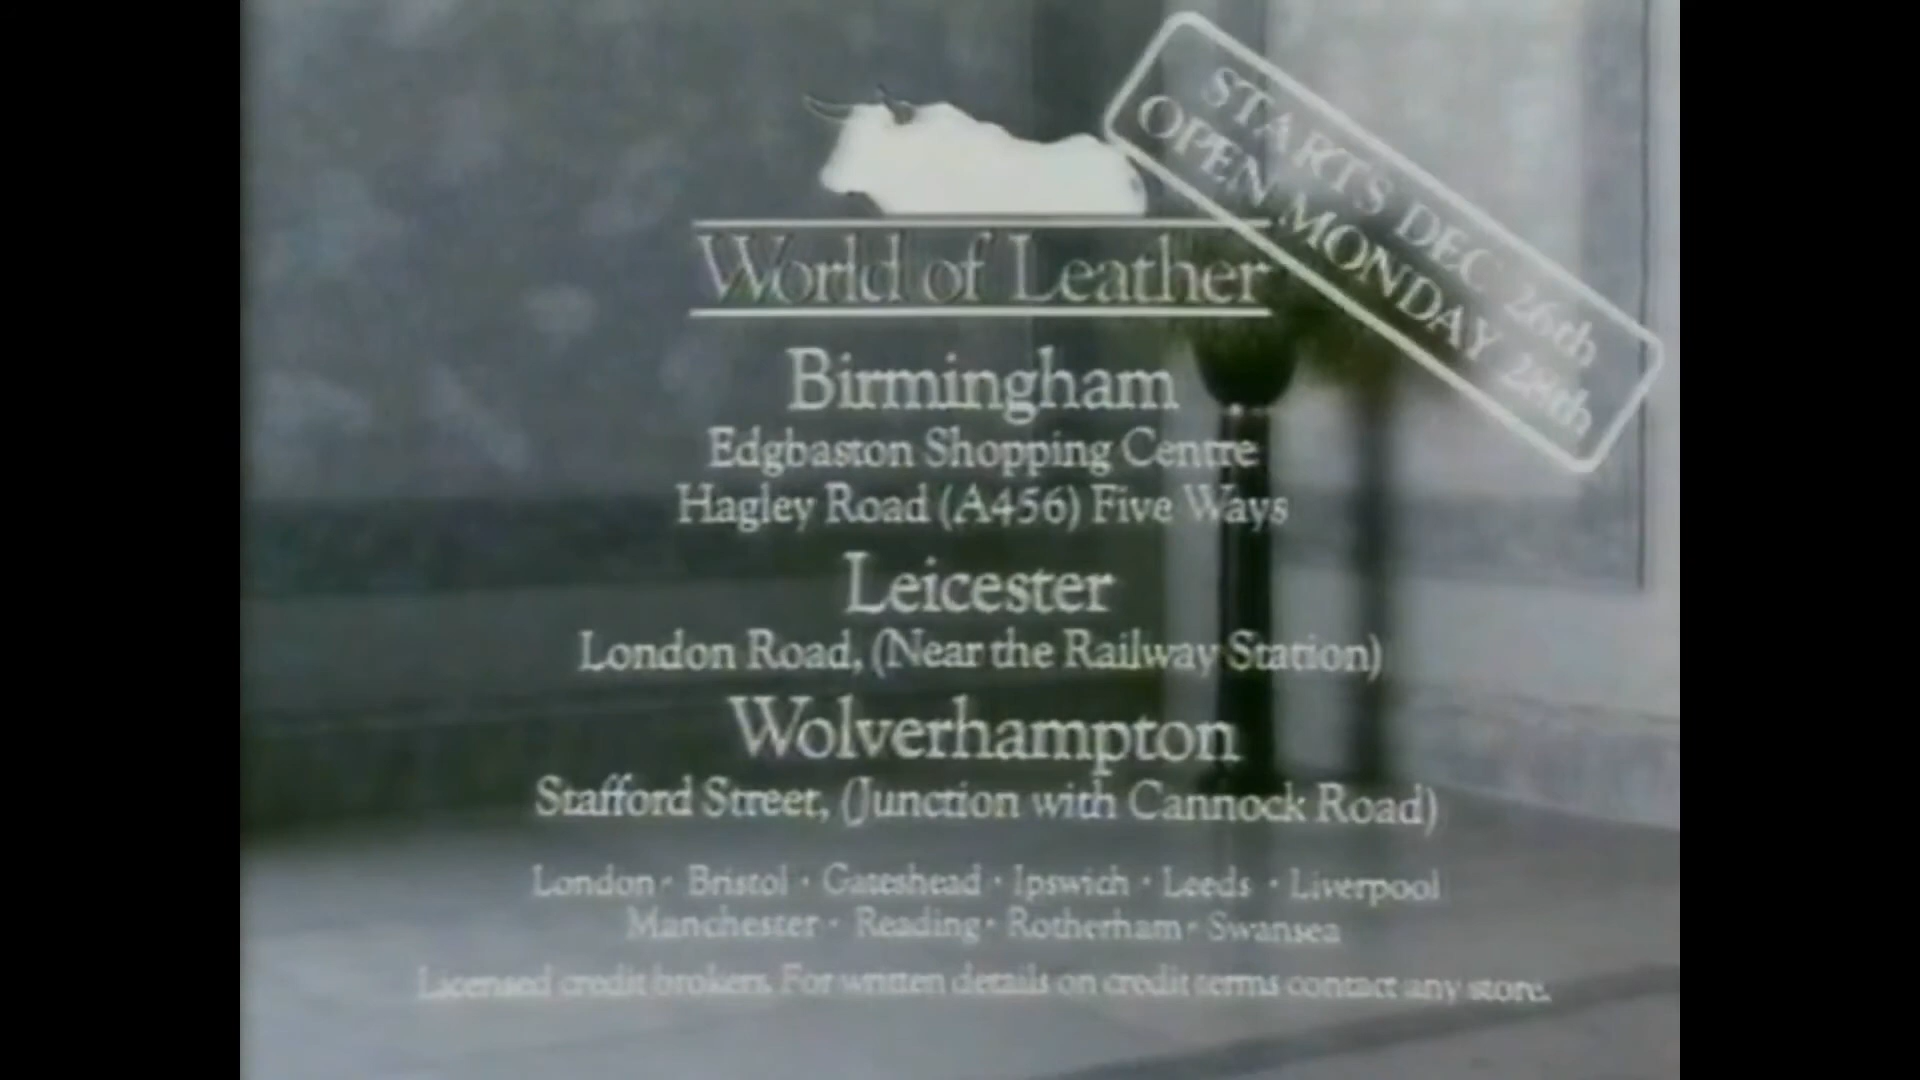 STARTS DEC 26th
OPEN MONDAY 28th
World of Leather
Birmingham
Edgbaston Shopping Centre
Hagley Road (A456) Five Ways
Leicester
London Road, (Near the Railway Station)
Wolverhampton
Stafford Street, (Junction with Cannock Road)
London · Bristol · Gateshead · Ipswich · Leeds · Liverpool
Manchester · Reading · Rotherham · Swansea
Licensed credit brokers. For written details on credit terms contact any store.